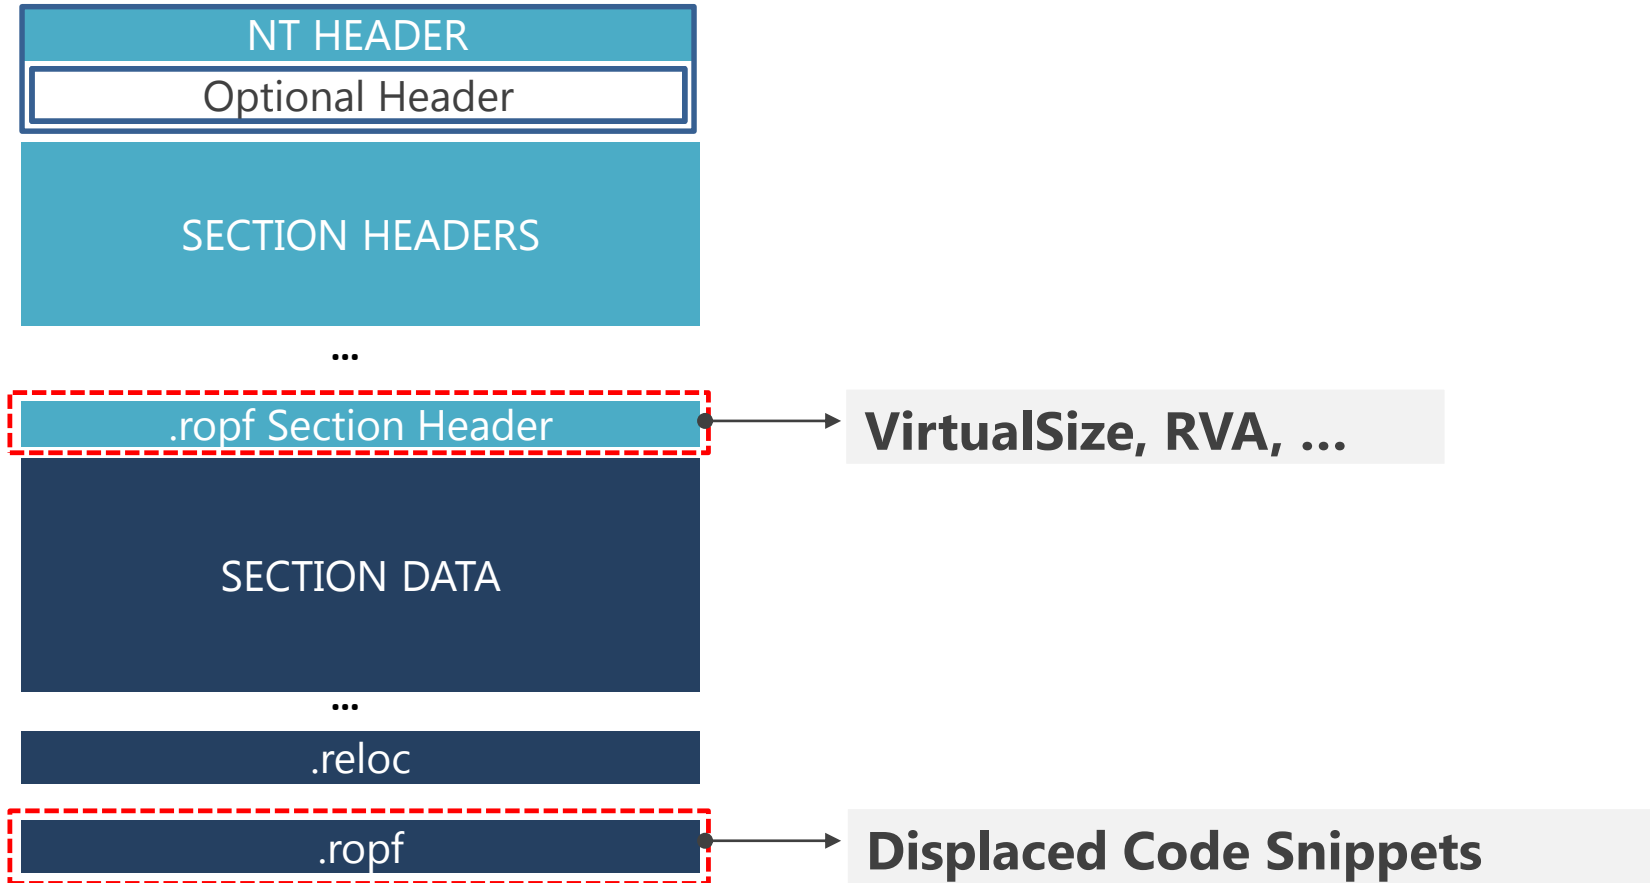 NT HEADER
Optional Header
SECTION HEADERS
...
.ropf Section Header
VirtualSize, RVA, ...
SECTION DATA
...
.reloc
.ropf
Displaced Code Snippets